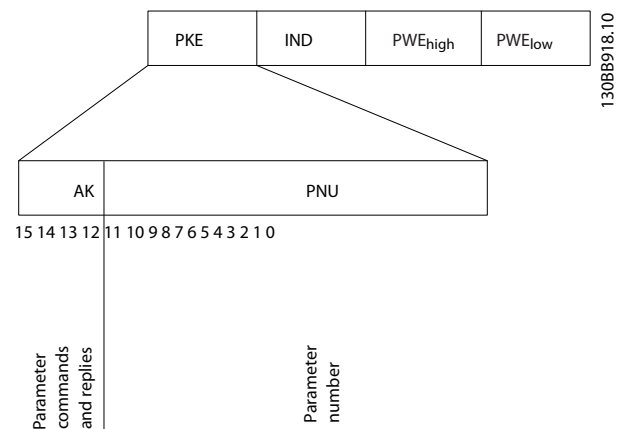 PKE IND PWEhigh PWElow
130BB918.10
AK PNU
15 14 13 12 11 10 9 8 7 6 5 4 3 2 1 0
Parameter
commands
and replies
Parameter
number